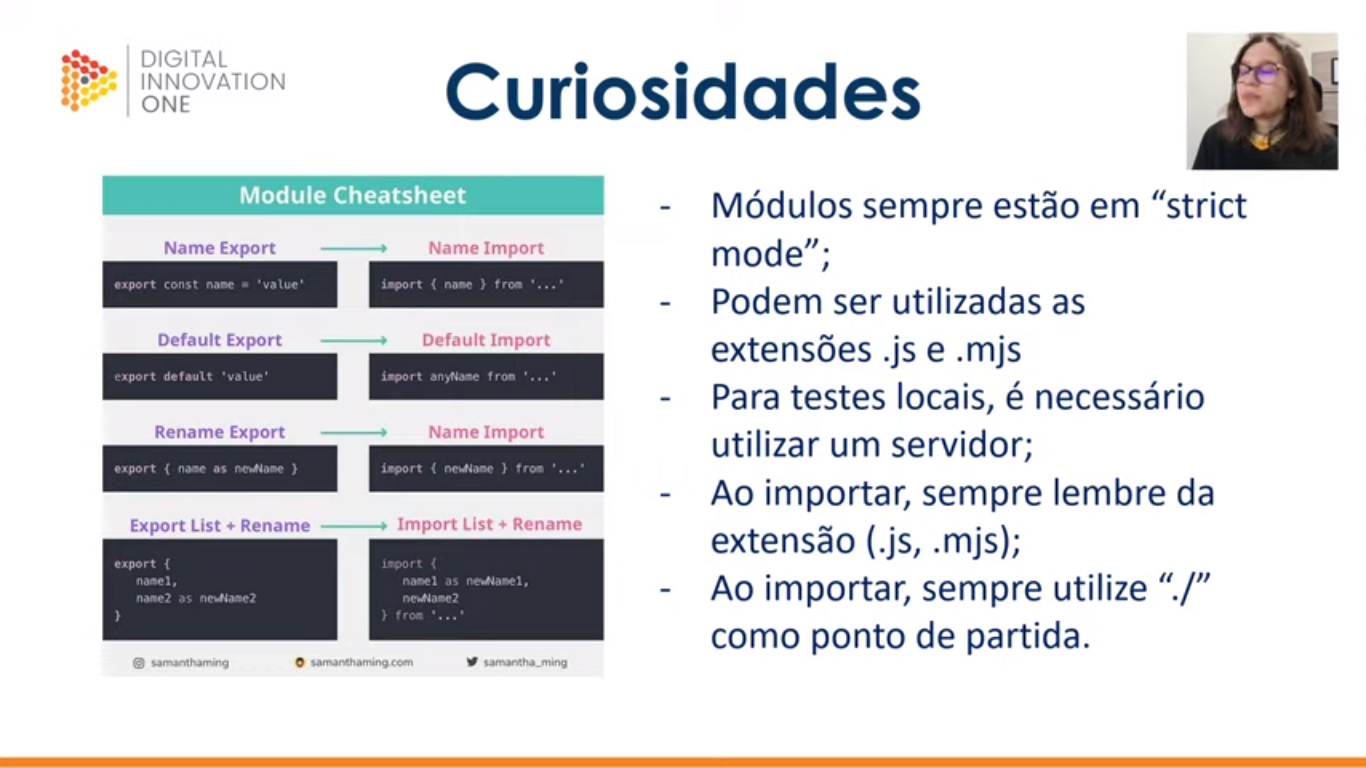 DIGITAL
INNOVATION
ONE
Curiosidades
Module Cheatsheet
Name Export
Name Import
export const name = 'value'
import { name } from '...'
Default Export
Default Import
export default 'value'
import anyName from '...'
Rename Export
Name Import
export { name as newName }
import { newName } from '...'
Export List + Rename
Import List + Rename
export {
name1,
name2 as newName2
}
import {
name1 as newName1,
newName2
} from '...'
samanthaming
samanthaming.com
samantha_ming
- Módulos sempre estão em “strict
mode”;
- Podem ser utilizadas as
extensões .js e .mjs
- Para testes locais, é necessário
utilizar um servidor;
- Ao importar, sempre lembre da
extensão (.js, .mjs);
- Ao importar, sempre utilize “./”
como ponto de partida.